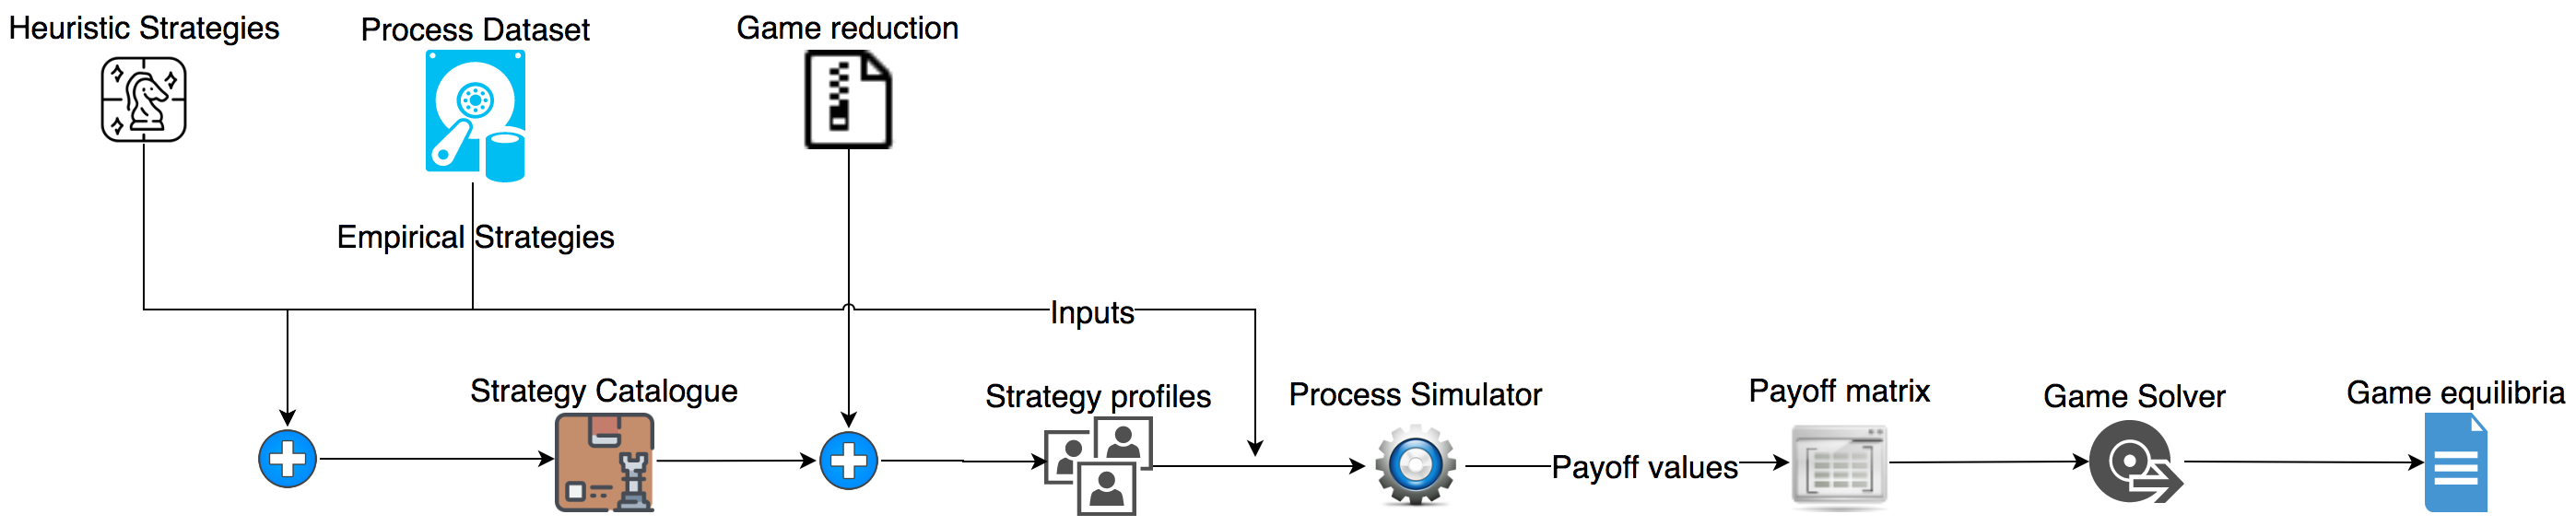 Heuristic Strategies
Process Dataset
Game reduction
Empirical Strategies
Inputs
Strategy Catalogue
Strategy profiles
Process Simulator
Payoff values
Payoff matrix
Game Solver
Game equilibria